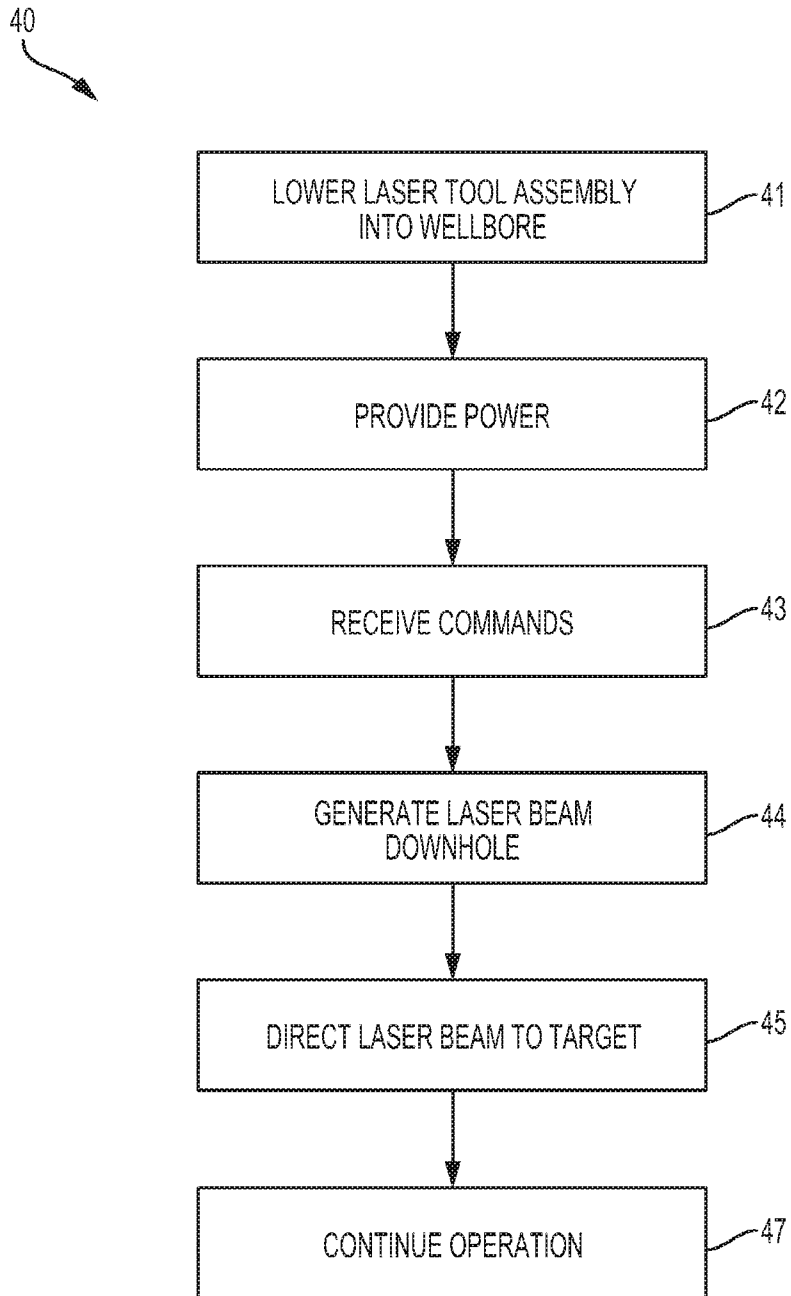 40
LOWER LASER TOOL ASSEMBLY
INTO WELLBORE
41
PROVIDE POWER
42
RECEIVE COMMANDS
43
GENERATE LASER BEAM
DOWNHOLE
44
DIRECT LASER BEAM TO TARGET
45
CONTINUE OPERATION
47